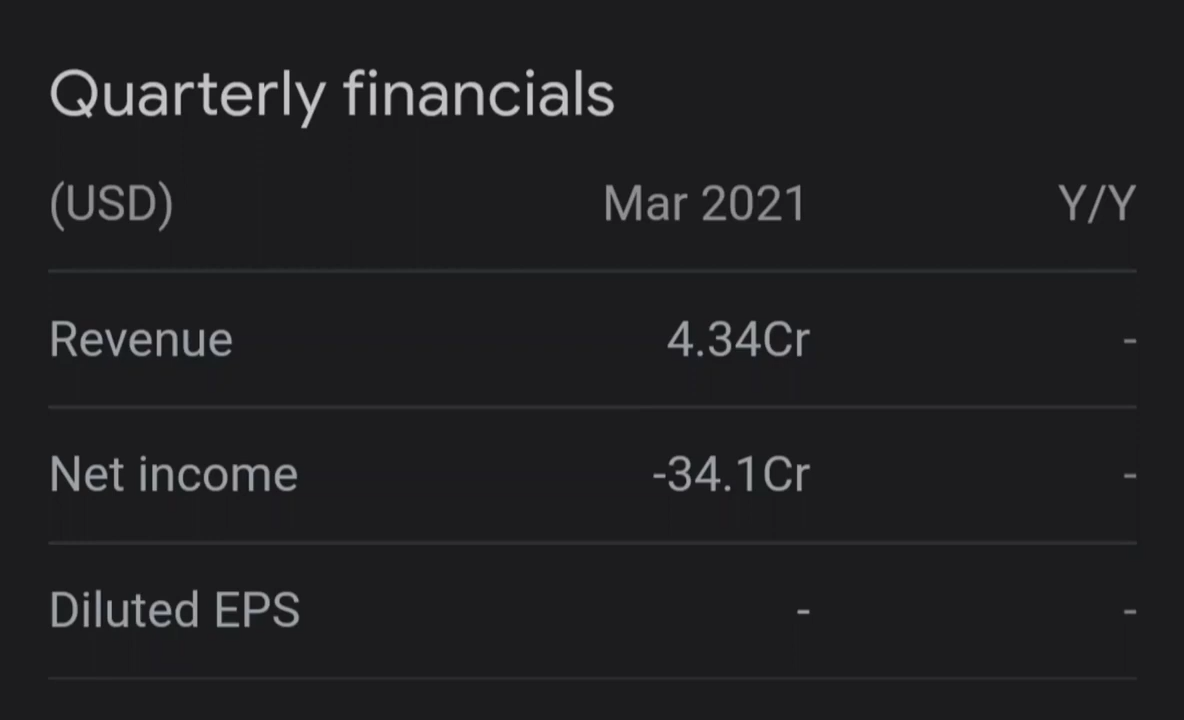 Quarterly financials
(USD) Mar 2021 Y/Y
Revenue 4.34Cr -
Net income -34.1Cr -
Diluted EPS - -